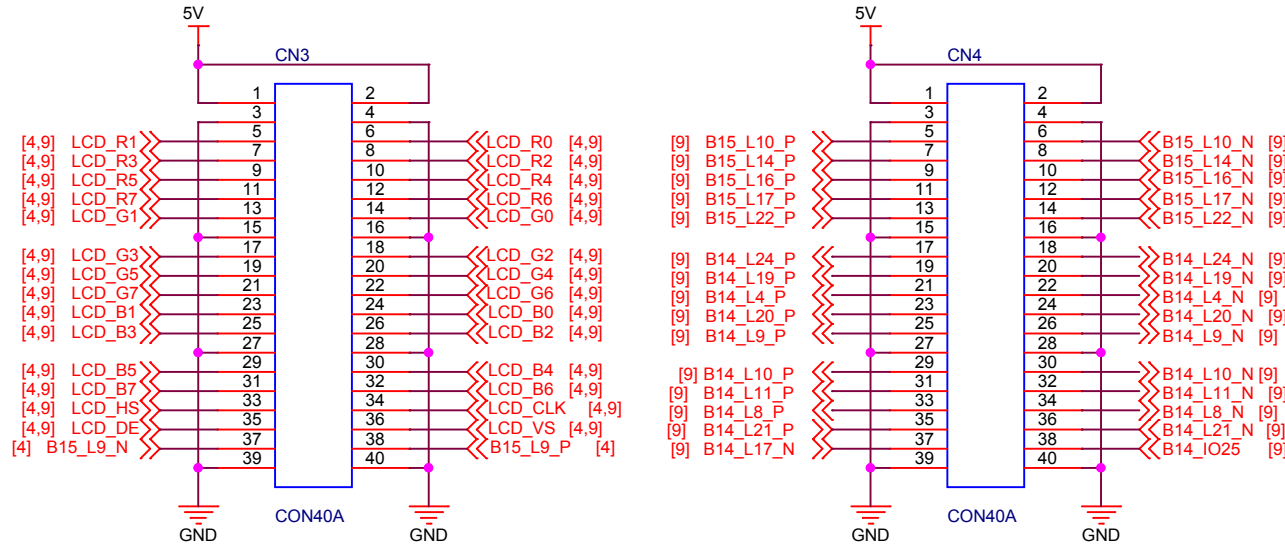 5V 5V
CN3 CN4
1 2 1 2
3 4 3 4
[4,9] LCD_R1 5 6 LCD_R0 [4,9] [9] B15_L10_P 5 6 B15_L10_N [9]
[4,9] LCD_R3 7 8 LCD_R2 [4,9] [9] B15_L14_P 7 8 B15_L14_N [9]
[4,9] LCD_R5 9 10 LCD_R4 [4,9] [9] B15_L16_P 9 10 B15_L16_N [9]
[4,9] LCD_R7 11 12 LCD_R6 [4,9] [9] B15_L17_P 11 12 B15_L17_N [9]
[4,9] LCD_G1 13 14 LCD_G0 [4,9] [9] B15_L22_P 13 14 B15_L22_N [9]
15 16 15 16
[4,9] LCD_G3 17 18 LCD_G2 [4,9] [9] B14_L24_P 17 18 B14_L24_N [9]
[4,9] LCD_G5 19 20 LCD_G4 [4,9] [9] B14_L19_P 19 20 B14_L19_N [9]
[4,9] LCD_G7 21 22 LCD_G6 [4,9] [9] B14_L4_P 21 22 B14_L4_N [9]
[4,9] LCD_B1 23 24 LCD_B0 [4,9] [9] B14_L20_P 23 24 B14_L20_N [9]
[4,9] LCD_B3 25 26 LCD_B2 [4,9] [9] B14_L9_P 25 26 B14_L9_N [9]
27 28 27 28
[4,9] LCD_B5 29 30 LCD_B4 [4,9] [9] B14_L10_P 29 30 B14_L10_N [9]
[4,9] LCD_B7 31 32 LCD_B6 [4,9] [9] B14_L11_P 31 32 B14_L11_N [9]
[4,9] LCD_HS 33 34 LCD_CLK [4,9] [9] B14_L8_P 33 34 B14_L8_N [9]
[4,9] LCD_DE 35 36 LCD_VS [4,9] [9] B14_L21_P 35 36 B14_L21_N [9]
[4] B15_L9_N 37 38 B15_L9_P [4] [9] B14_L17_N 37 38 B14_IO25 [9]
39 40 39 40
CON40A CON40A
GND GND GND GND